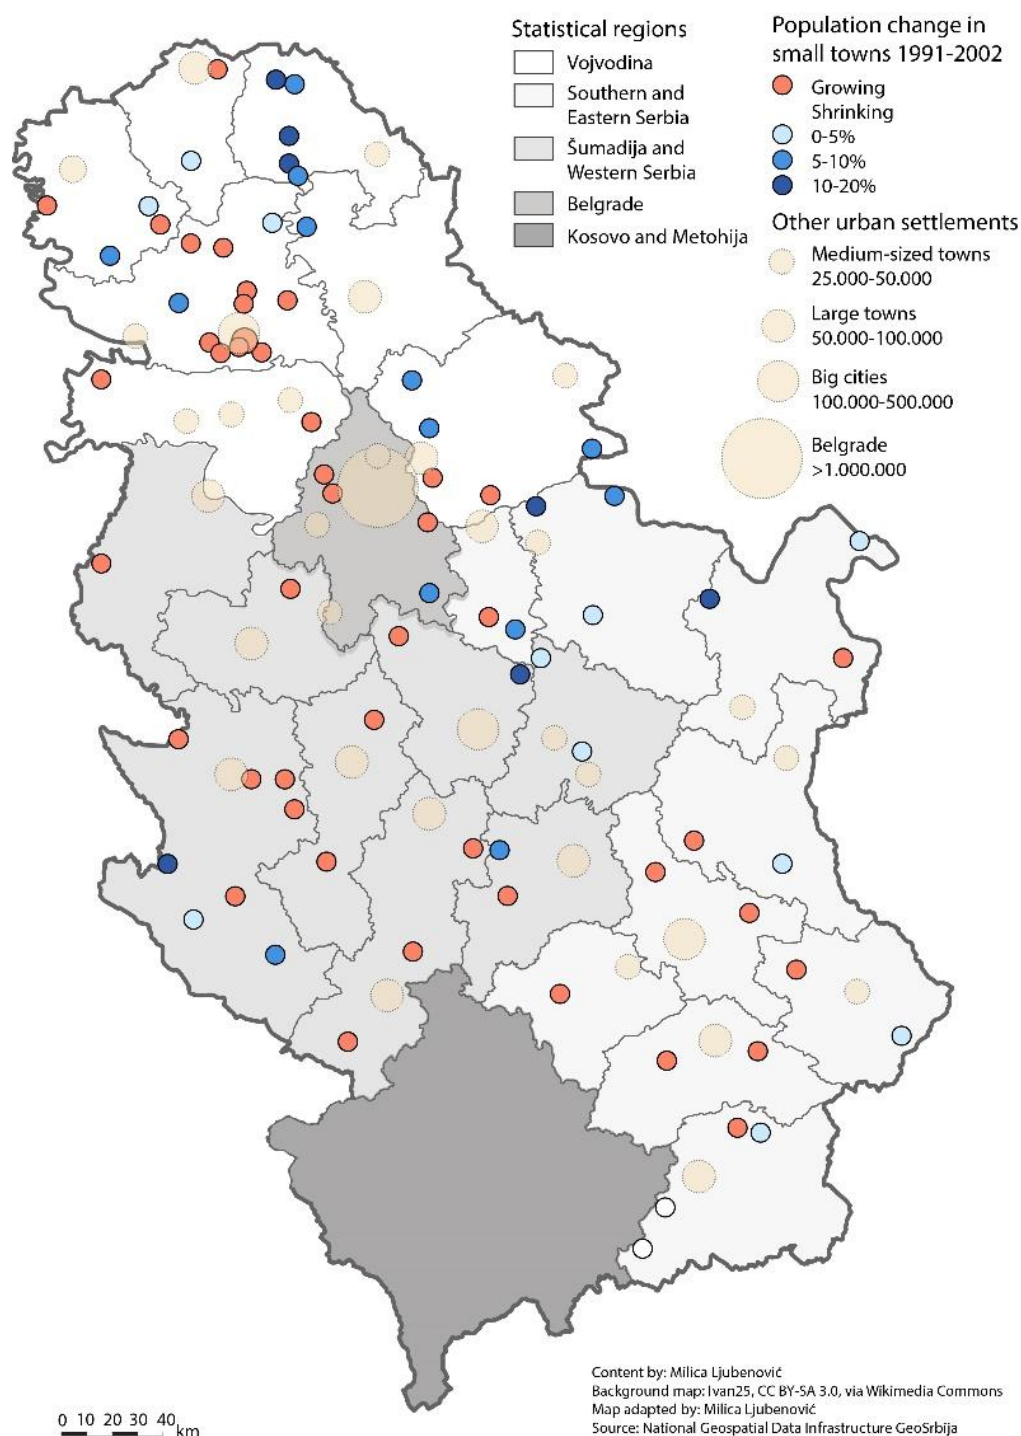 Statistical regions
Vojvodina
Southern and
Eastern Serbia
Šumadija and
Western Serbia
Belgrade
Kosovo and Metohija
Population change in
small towns 1991-2002
Growing
Shrinking
0-5%
5-10%
10-20%
Other urban settlements
Medium-sized towns
25.000-50.000
Large towns
50.000-100.000
Big cities
100.000-500.000
Belgrade
>1.000.000
0 10 20 30 40
km
Content by: Milica Ljubenović
Background map: Ivan25, CC BY-SA 3.0, via Wikimedia Commons
Map adapted by: Milica Ljubenović
Source: National Geospatial Data Infrastructure GeoSrbija